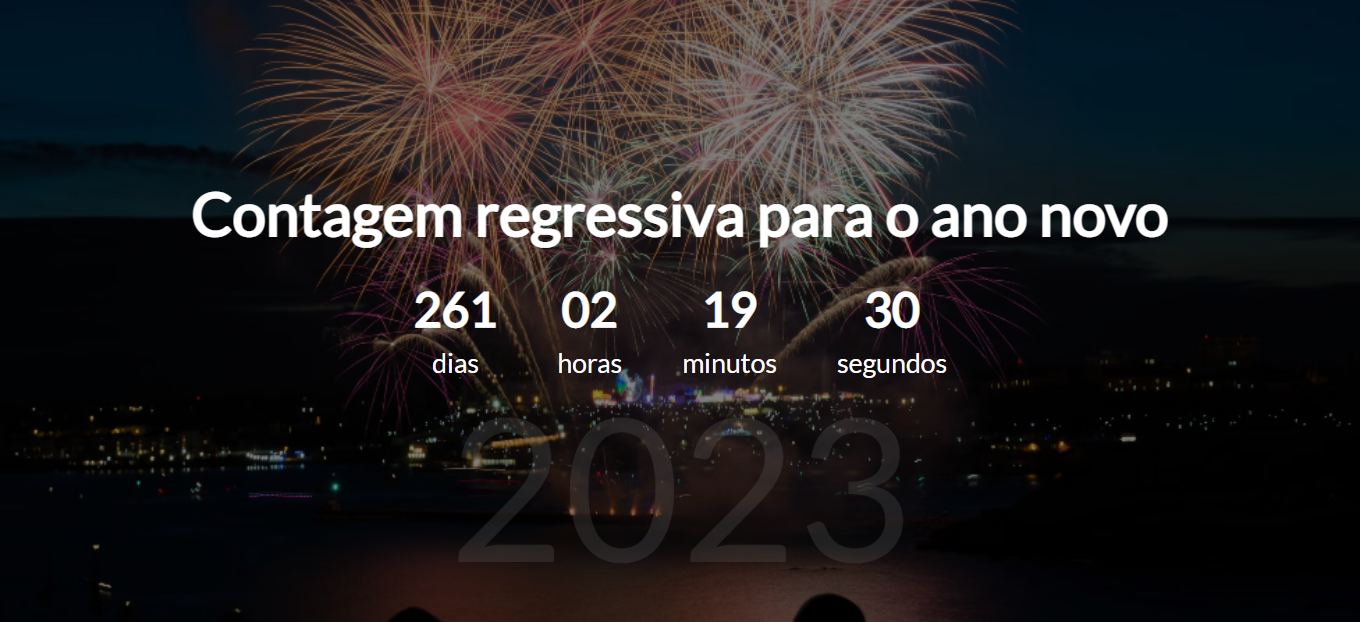 Contagem regressiva para o ano novo
261 02 19 30
dias horas minutos segundos
2023